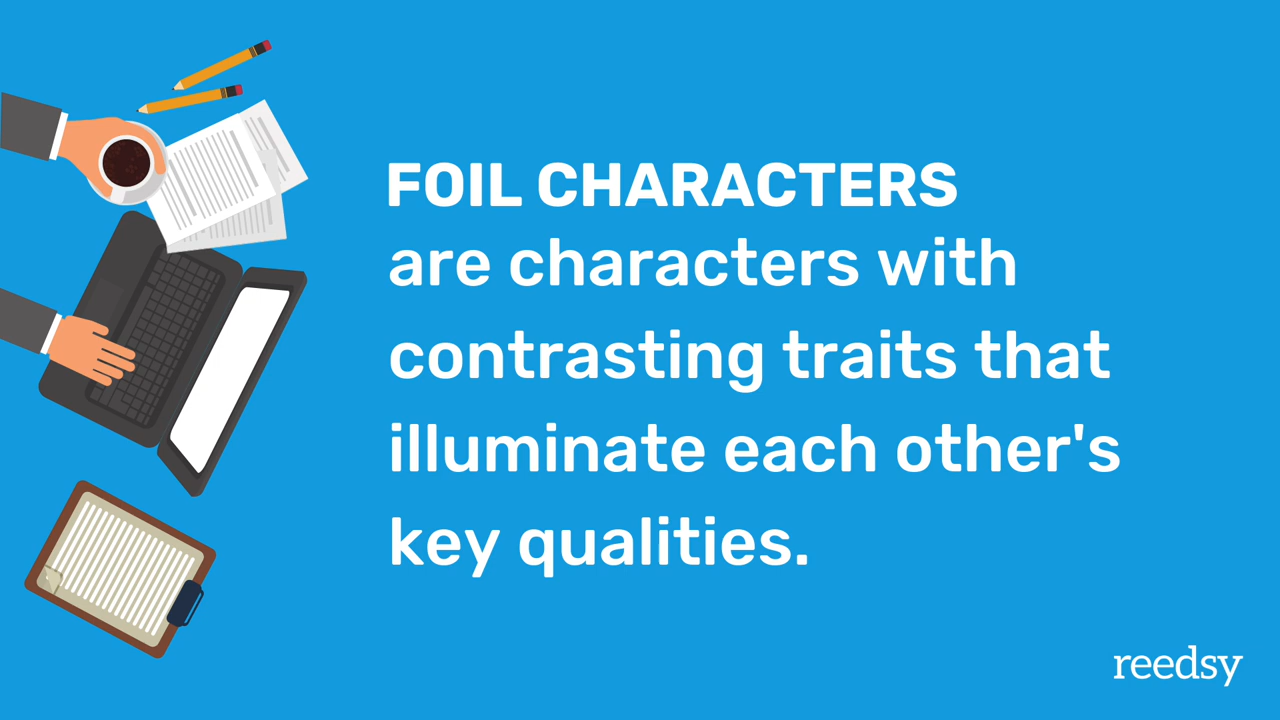 FOIL CHARACTERS
are characters with
contrasting traits that
illuminate each other's
key qualities.
reedsy